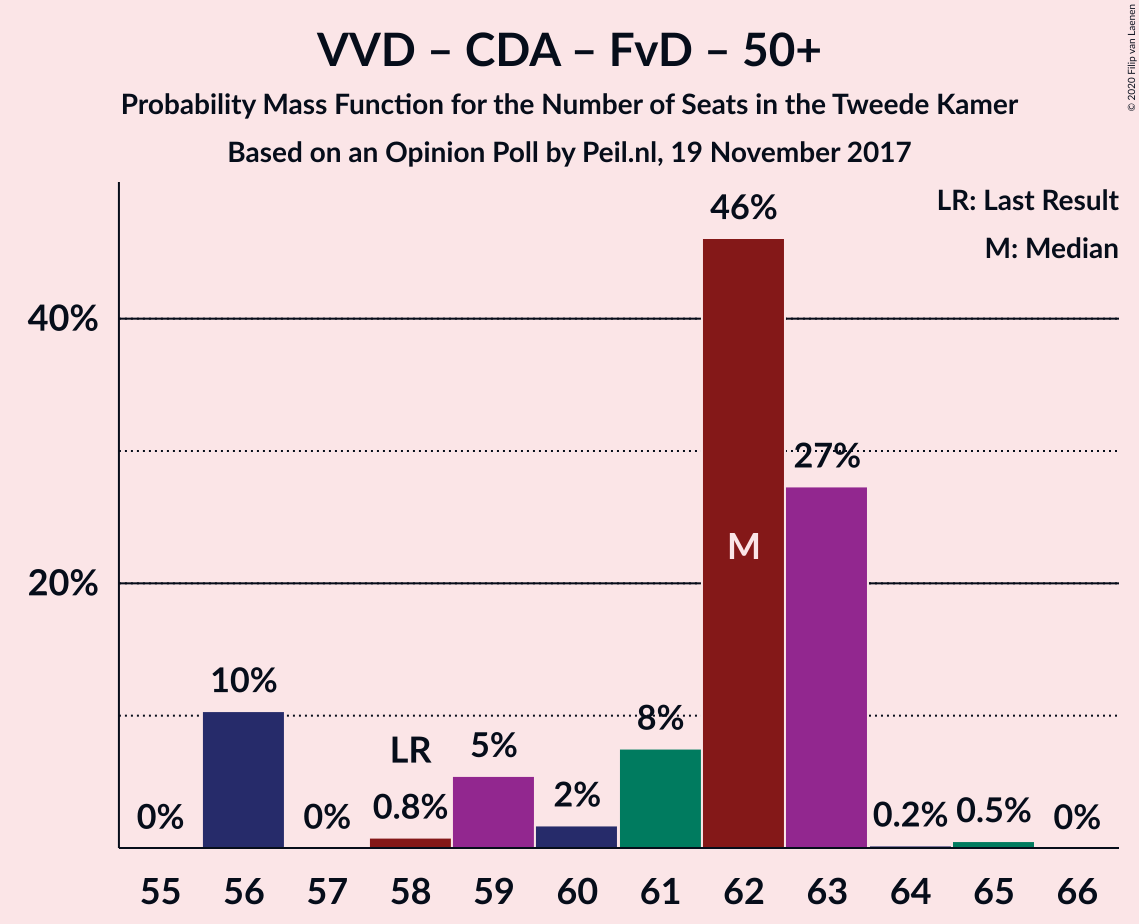 VVD – CDA – FvD – 50+
Probability Mass Function for the Number of Seats in the Tweede Kamer
Based on an Opinion Poll by Peil.nl, 19 November 2017
© 2020 Filip van Laenen
LR: Last Result
M: Median
40%
20%
0%
10%
0%
LR
0.8%
5%
2%
8%
46%
M
27%
0.2%
0.5%
0%
55 56 57 58 59 60 61 62 63 64 65 66